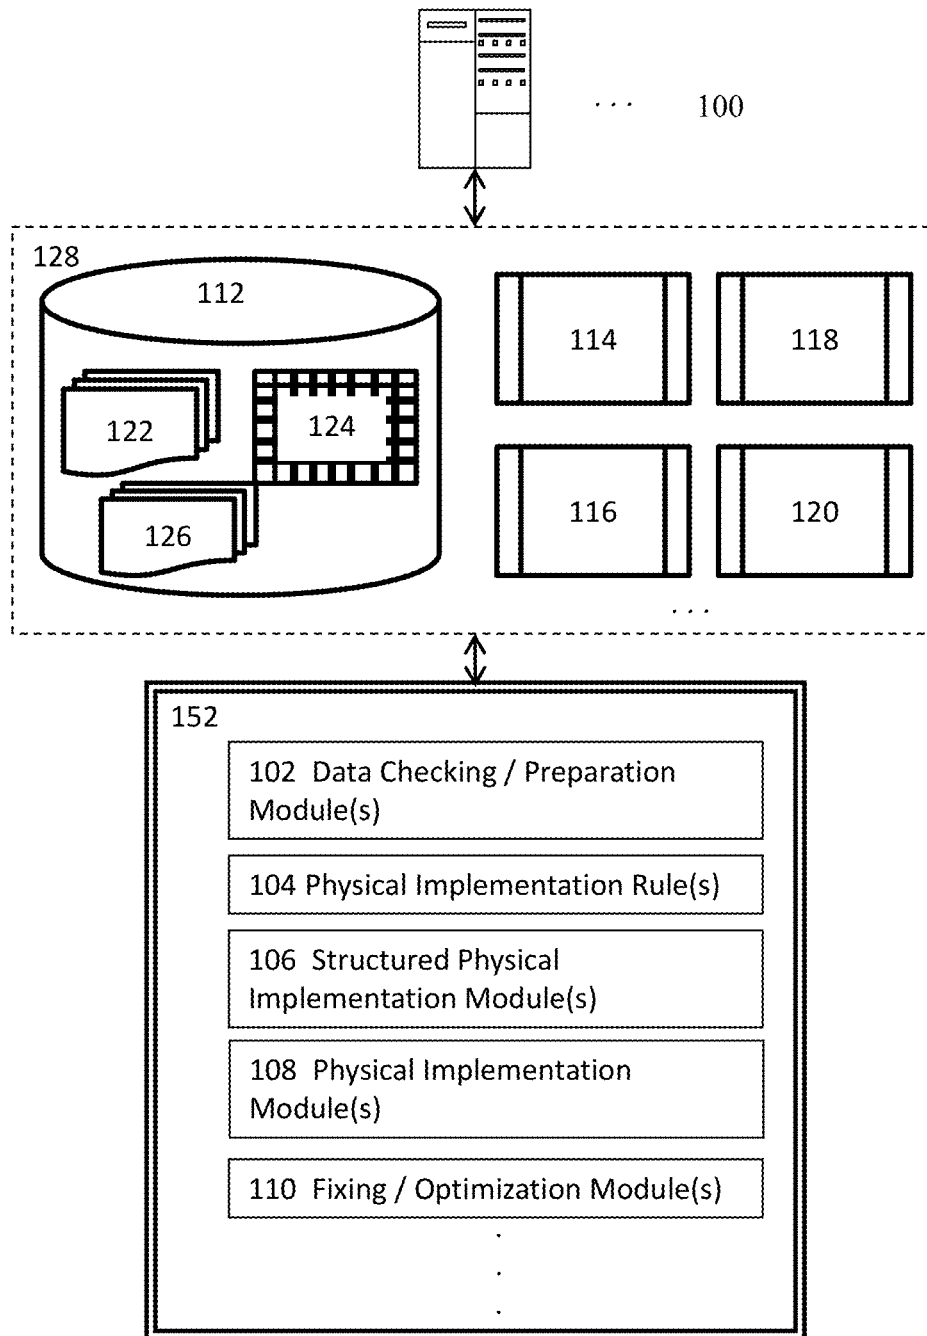 . . . 100
128
112
114
118
122
124
126
116
120
. . .
152
102 Data Checking / Preparation
Module(s)
104 Physical Implementation Rule(s)
106 Structured Physical
Implementation Module(s)
108 Physical Implementation
Module(s)
110 Fixing / Optimization Module(s)
.
.
.